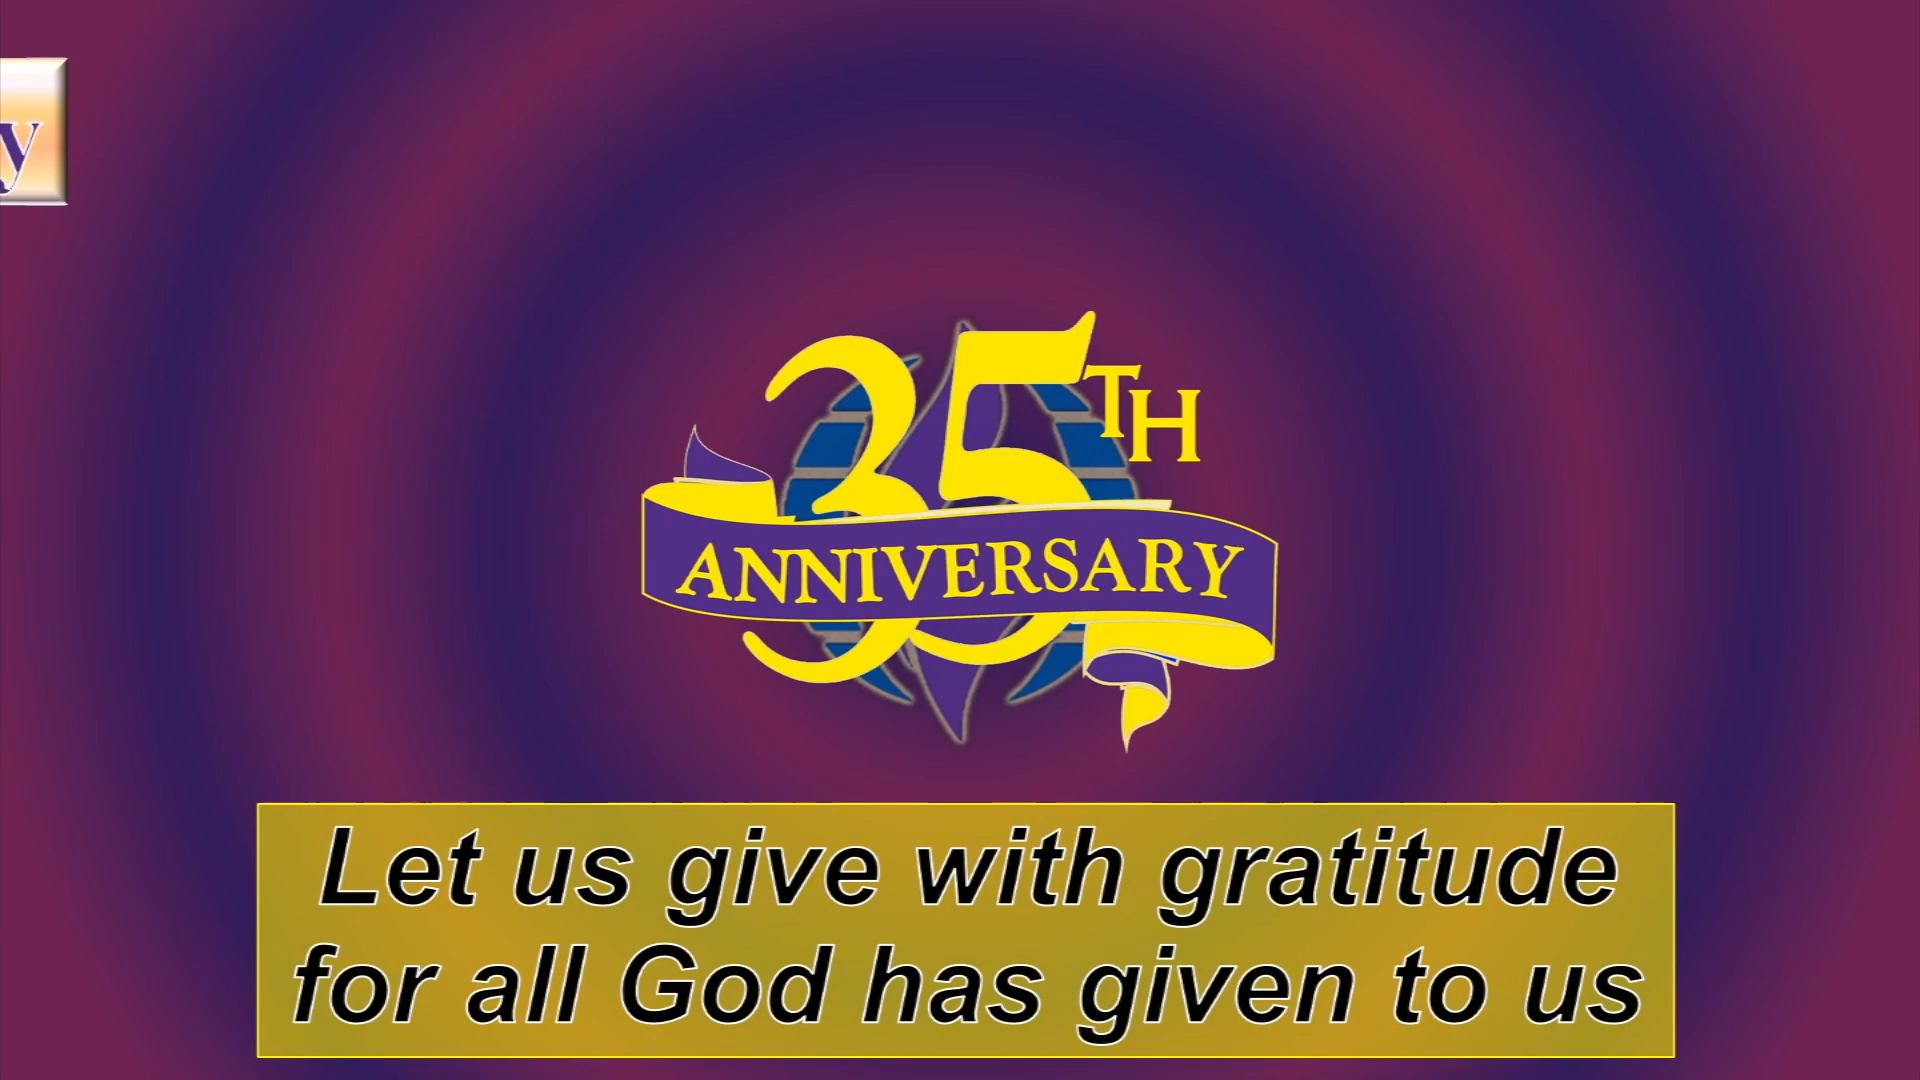 y
35TH
ANNIVERSARY
Let us give with gratitude
for all God has given to us